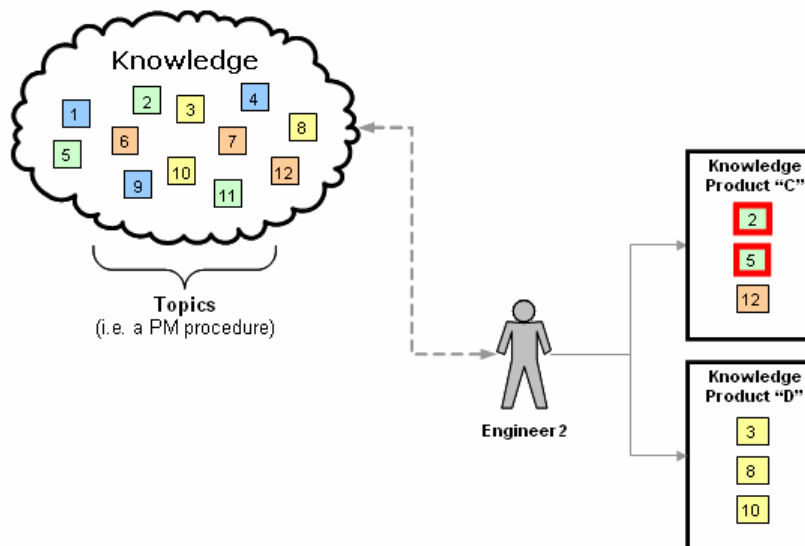 Knowledge
1
2
3
4
5
6
7
8
9
10
11
12
Topics
(i.e. a PM procedure)
Engineer 2
Knowledge
Product “C”
2
5
12
Knowledge
Product “D”
3
8
10